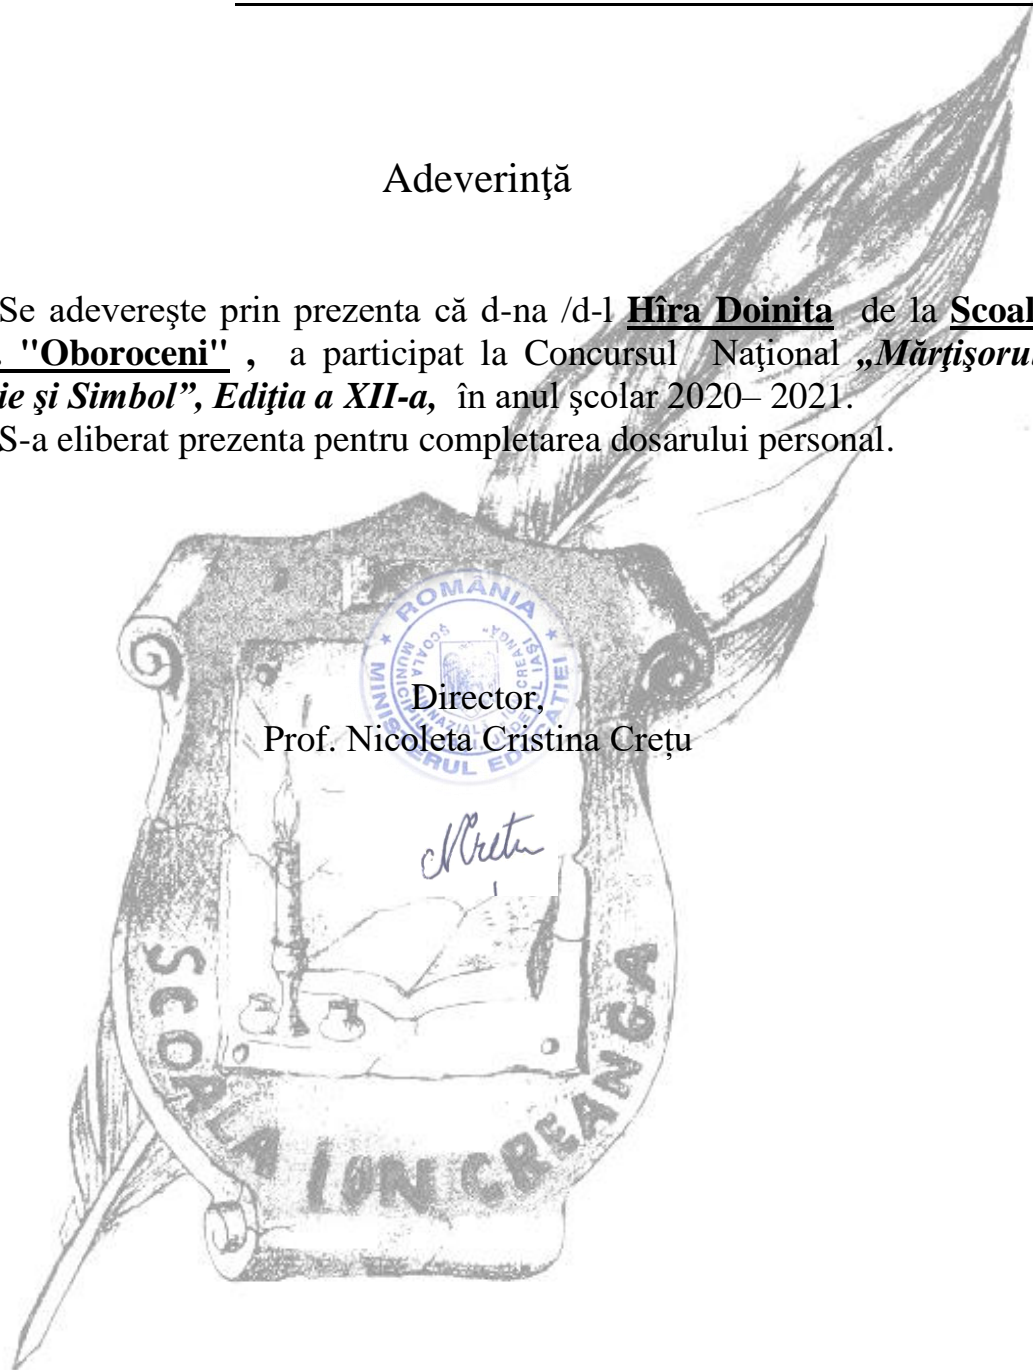 Adeverinţă
Se adevereşte prin prezenta că d-na /d-l Hîra Doinita de la Scoal
. "Oboroceni" , a participat la Concursul Naţional „Mărţişorul
ie şi Simbol”, Ediţia a XII-a, în anul şcolar 2020– 2021.
S-a eliberat prezenta pentru completarea dosarului personal.
ROMÂNIA
MINISTERUL EDUCAŢIEI
Director,
Prof. Nicoleta Cristina Crețu
NCretu
ŞCOALA ION CREANGA